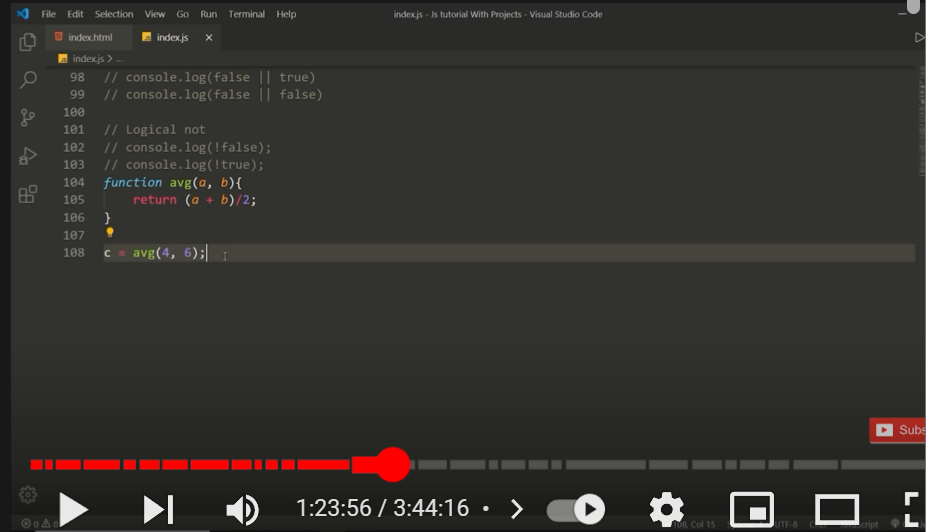 File Edit Selection View Go Run Terminal Help index.js - Js tutorial With Projects - Visual Studio Code
index.html index.js
index.js > ...
98 // console.log(false || true)
99 // console.log(false || false)
100
101 // Logical not
102 // console.log(!false);
103 // console.log(!true);
104 function avg(a, b){
105 return (a + b)/2;
106 }
107
108 c = avg(4, 6);
Subs
1:23:56 / 3:44:16
108, Col 15 UTF-8